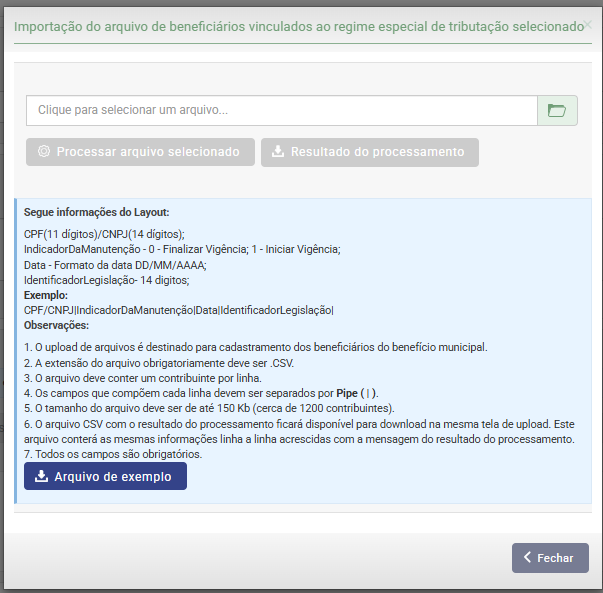 Importação do arquivo de beneficiários vinculados ao regime especial de tributação selecionado
Clique para selecionar um arquivo...
Processar arquivo selecionado
Resultado do processamento
Segue informações do Layout:
CPF(11 dígitos)/CNPJ(14 dígitos);
IndicadorDaManutenção - 0 - Finalizar Vigência; 1 - Iniciar Vigência;
Data - Formato da data DD/MM/AAAA;
IdentificadorLegislação- 14 digitos;
Exemplo:
CPF/CNPJ|IndicadorDaManutenção|Data|IdentificadorLegislação|
Observações:
1. O upload de arquivos é destinado para cadastramento dos beneficiários do benefício municipal.
2. A extensão do arquivo obrigatoriamente deve ser .CSV.
3. O arquivo deve conter um contribuinte por linha.
4. Os campos que compõem cada linha devem ser separados por Pipe ( | ).
5. O tamanho do arquivo deve ser de até 150 Kb (cerca de 1200 contribuintes).
6. O arquivo CSV com o resultado do processamento ficará disponível para download na mesma tela de upload. Este
arquivo conterá as mesmas informações linha a linha acrescidas com a mensagem do resultado do processamento.
7. Todos os campos são obrigatórios.
Arquivo de exemplo
Fechar